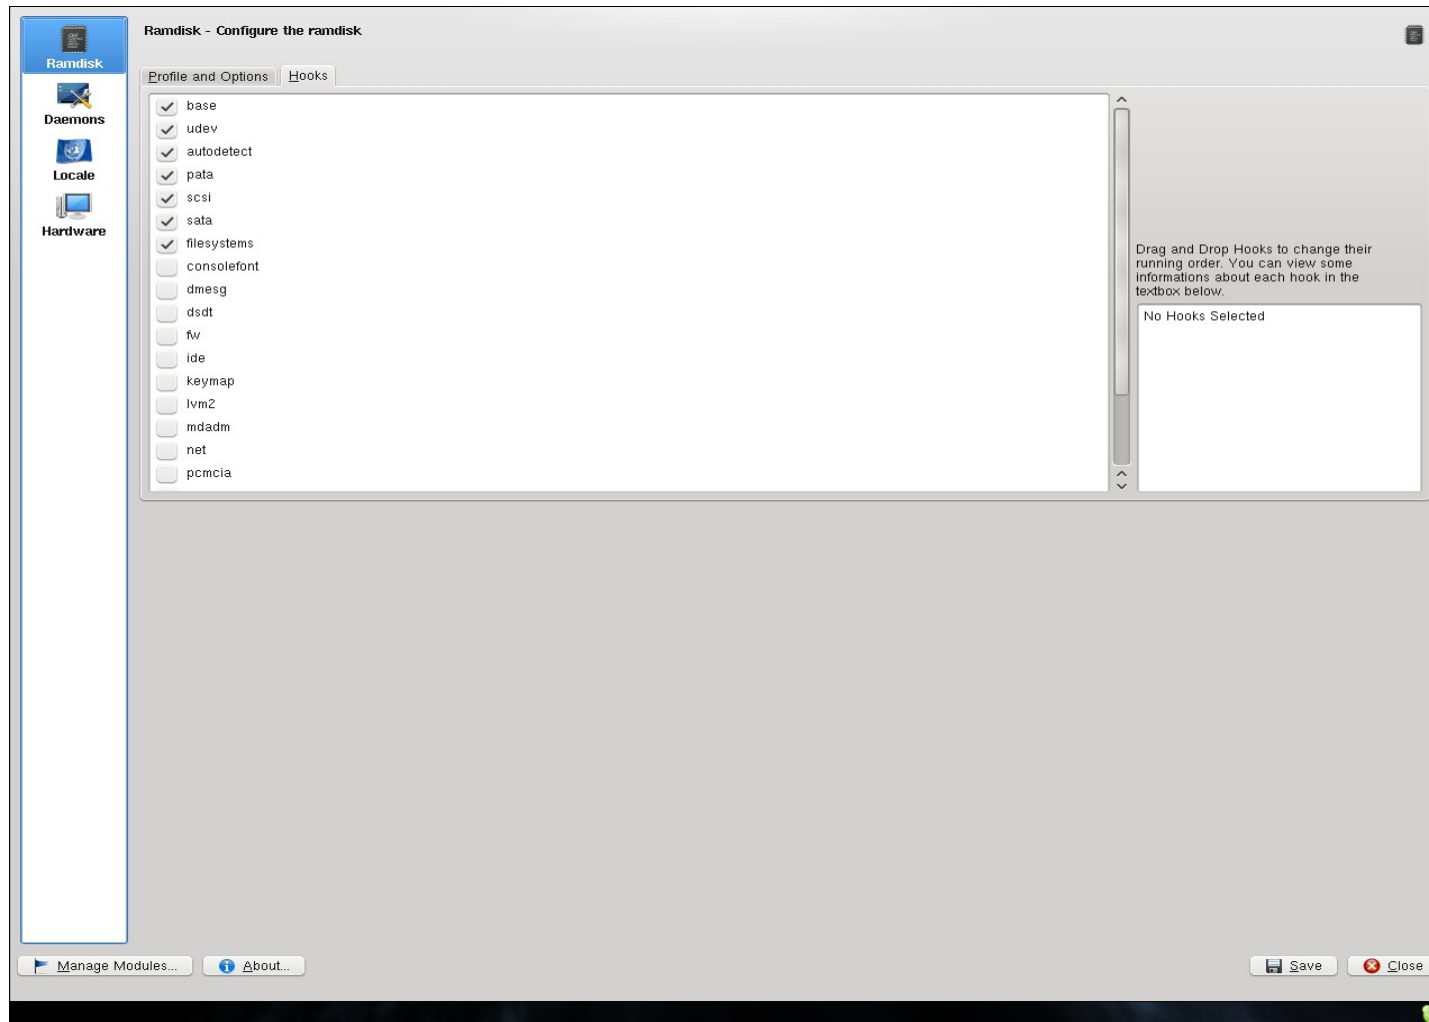 Ramdisk
Daemons
Locale
Hardware
Ramdisk - Configure the ramdisk
Profile and Options
Hooks
base
udev
autodetect
pata
scsi
sata
filesystems
consolefont
dmesg
dsdt
fw
ide
keymap
lvm2
mdadm
net
pcmcia
Drag and Drop Hooks to change their
running order. You can view some
informations about each hook in the
textbox below.
No Hooks Selected
Manage Modules...
About...
Save
Close